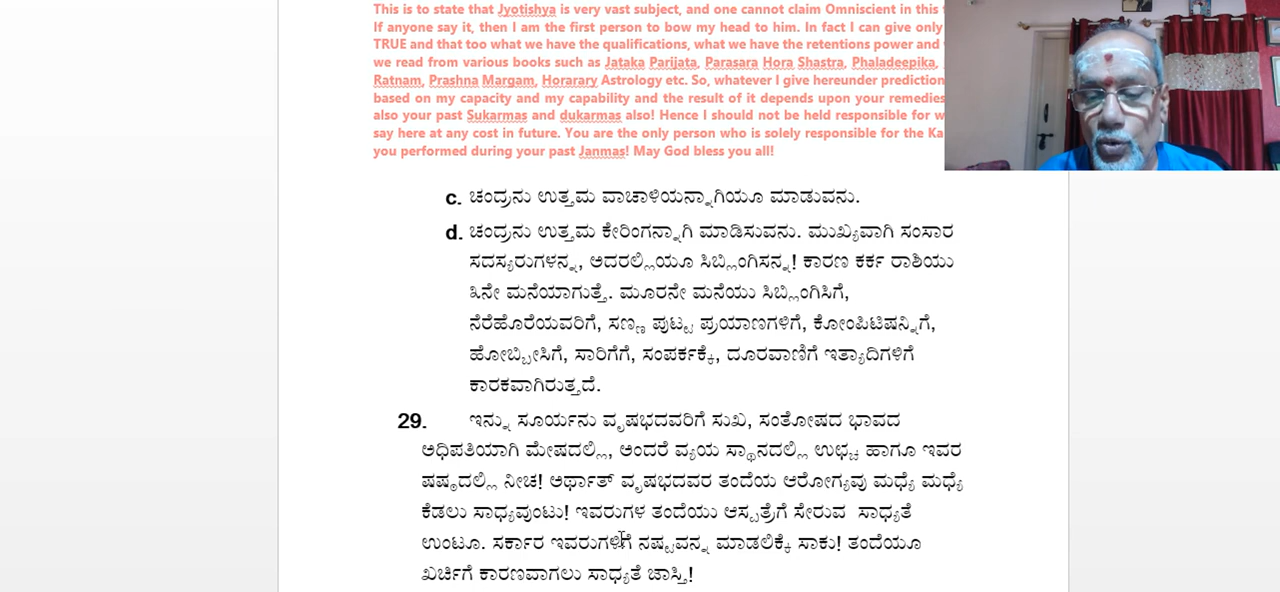 This is to state that Jyotishya is very vast subject, and one cannot claim Omniscient in this
If anyone say it, then I am the first person to bow my head to him. In fact I can give only
TRUE and that too what we have the qualifications, what we have the retentions power and
we read from various books such as Jataka Parijata, Parasara Hora Shastra, Phaladeepika,
Ratnam, Prashna Margam, Horarary Astrology etc. So, whatever I give hereunder prediction
based on my capacity and my capability and the result of it depends upon your remedies
also your past Sukarmas and dukarmas also! Hence I should not be held responsible for
say here at any cost in future. You are the only person who is solely responsible for the
you performed during your past Janmas! May God bless you all!
c. ಚಂದ್ರನು ಉತ್ತಮ ವಾಚಾಳಿಯನ್ನಾಗಿಯೂ ಮಾಡುವನು.
d. ಚಂದ್ರನು ಉತ್ತಮ ಕೇರಿಂಗನ್ನಾಗಿ ಮಾಡಿಸುವನು. ಮುಖ್ಯವಾಗಿ ಸಂಸಾರ
ಸದಸ್ಯರುಗಳನ್ನ, ಅದರಲ್ಲಿಯೂ ಸಿಬ್ಲಿಂಗಿಸನ್ನ! ಕಾರಣ ಕರ್ಕ ರಾಶಿಯು
೩ನೇ ಮನೆಯಾಗುತ್ತೆ. ಮೂರನೇ ಮನೆಯು ಸಿಬ್ಲಿಂಗಿಸಿಗೆ,
ನೆರೆಹೊರೆಯವರಿಗೆ, ಸಣ್ಣ ಪುಟ್ಟ ಪ್ರಯಾಣಗಳಿಗೆ, ಕೋಂಪಿಟಿಷನ್ನಿಗೆ,
ಹೋಬ್ಬೀಸಿಗೆ, ಸಾರಿಗೆಗೆ, ಸಂಪರ್ಕಕ್ಕೆ, ದೂರವಾಣಿಗೆ ಇತ್ಯಾದಿಗಳಿಗೆ
ಕಾರಕವಾಗಿರುತ್ತದೆ.
29. ಇನ್ನು ಸೂರ್ಯನು ವೃಷಭದವರಿಗೆ ಸುಖ, ಸಂತೋಷದ ಭಾವದ
ಅಧಿಪತಿಯಾಗಿ ಮೇಷದಲ್ಲಿ, ಅಂದರೆ ವ್ಯಯ ಸ್ಥಾನದಲ್ಲಿ ಉಛ್ಚ ಹಾಗೂ ಇವರ
ಷಷ್ಠದಲ್ಲಿ ನೀಚ! ಅರ್ಥಾತ್ ವೃಷಭದವರ ತಂದೆಯ ಆರೋಗ್ಯವು ಮಧ್ಯೆ ಮಧ್ಯೆ
ಕೆಡಲು ಸಾಧ್ಯವುಂಟು! ಇವರುಗಳ ತಂದೆಯು ಆಸ್ಪತ್ರೆಗೆ ಸೇರುವ ಸಾಧ್ಯತೆ
ಉಂಟೂ. ಸರ್ಕಾರ ಇವರುಗಳಿಗೆ ನಷ್ಟವನ್ನ ಮಾಡಲಿಕ್ಕೆ ಸಾಕು! ತಂದೆಯೂ
ಖರ್ಚಿಗೆ ಕಾರಣವಾಗಲು ಸಾಧ್ಯತೆ ಜಾಸ್ತಿ!